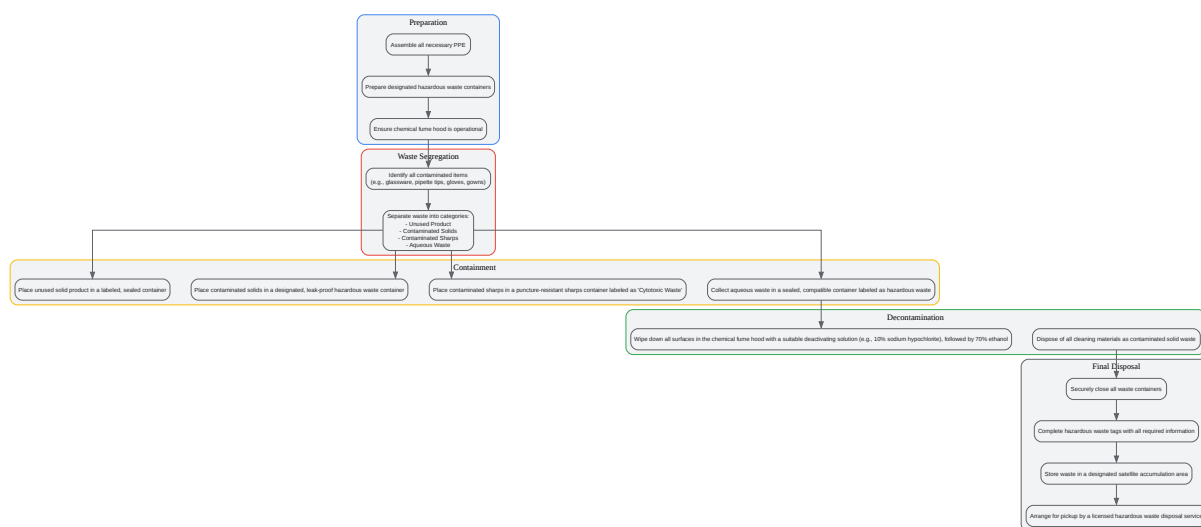 Preparation
Assemble all necessary PPE
Prepare designated hazardous waste containers
Ensure chemical fume hood is operational
Waste Segregation
Identify all contaminated items
(e.g., glassware, pipette tips, gloves, gowns)
Separate waste into categories:
- Unused Product
- Contaminated Solids
- Contaminated Sharps
- Aqueous Waste
Containment
Place unused solid product in a labeled, sealed container
Place contaminated solids in a designated, leak-proof hazardous waste container
Place contaminated sharps in a puncture-resistant sharps container labeled as 'Cytotoxic Waste'
Collect aqueous waste in a sealed, compatible container labeled as hazardous waste
Decontamination
Wipe down all surfaces in the chemical fume hood with a suitable deactivating solution (e.g., 10% sodium hypochlorite), followed by 70% ethanol
Dispose of all cleaning materials as contaminated solid waste
Final Disposal
Securely close all waste containers
Complete hazardous waste tags with all required information
Store waste in a designated satellite accumulation area
Arrange for pickup by a licensed hazardous waste disposal service